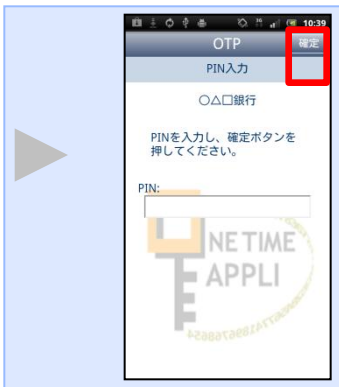 10:39
OTP
確定
PIN入力
○△□銀行
PINを入力し、確定ボタンを
押してください。
PIN:
NE TIME
APPLI